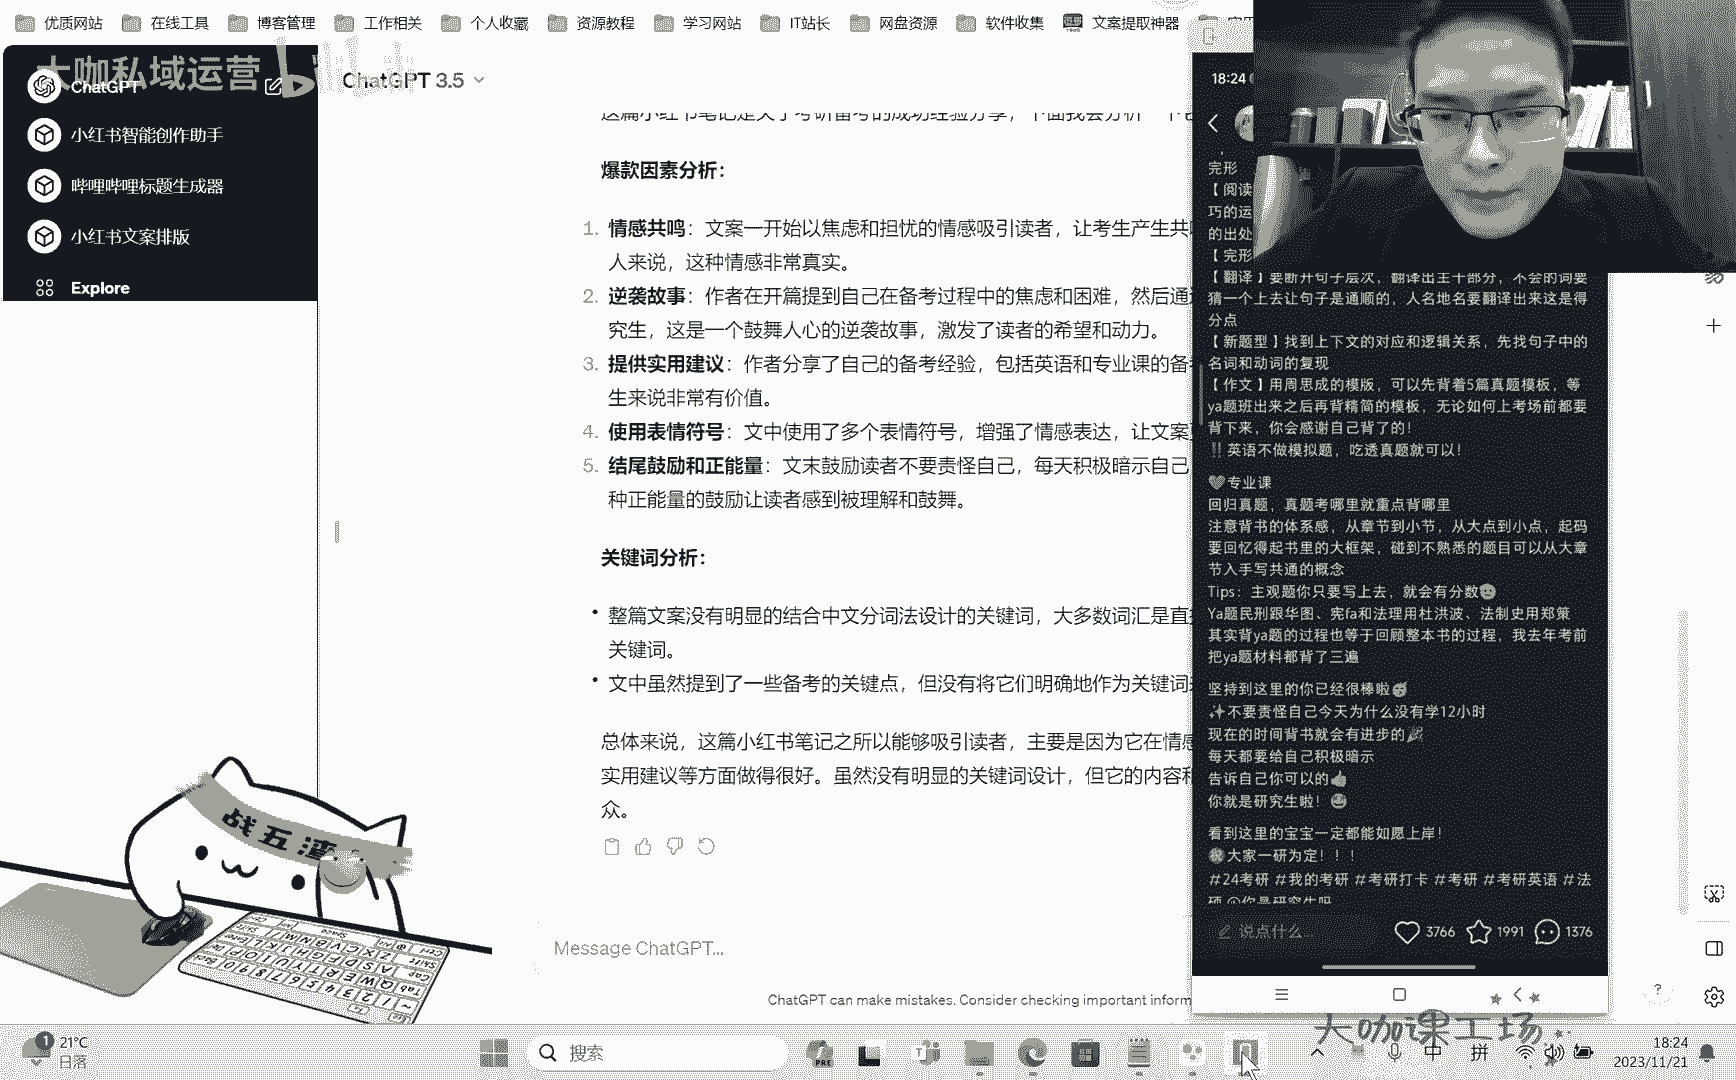 优质网站 在线工具 博客管理 工作相关 个人收藏 资源教程 学习网站 IT站长 网盘资源 软件收集 文案提取神器
大咖私域运营
ChatGPT
小红书智能创作助手
哔哩哔哩标题生成器
小红书文案排版
Explore
ChatGPT 3.5
爆款因素分析：
1. 情感共鸣：文案一开始以焦虑和担忧的情感吸引读者，让考生产生共
人来说，这种情感非常真实。
2. 逆袭故事：作者在开篇提到自己在备考过程中的焦虑和困难，然后通
究生，这是一个鼓舞人心的逆袭故事，激发了读者的希望和动力。
3. 提供实用建议：作者分享了自己的备考经验，包括英语和专业课的备
生来说非常有价值。
4. 使用表情符号：文中使用了多个表情符号，增强了情感表达，让文案
5. 结尾鼓励和正能量：文末鼓励读者不要责怪自己，每天积极暗示自己
种正能量的鼓励让读者感到被理解和鼓舞。
关键词分析：
• 整篇文案没有明显的结合中文分词法设计的关键词，大多数词汇是直
关键词。
• 文中虽然提到了一些备考的关键点，但没有将它们明确地作为关键词
总体来说，这篇小红书笔记之所以能够吸引读者，主要是因为它在情感
实用建议等方面做得很好。虽然没有明显的关键词设计，但它的内容和
众。
Message ChatGPT...
ChatGPT can make mistakes. Consider checking important inform
18:24
完形
【阅读
巧的运
的出处
【完形
【翻译】要断开句子层次，翻译出主干部分，不会的词要
猜一个上去让句子是通顺的，人名地名要翻译出来这是得
分点
【新题型】找到上下文的对应和逻辑关系，先找句子中的
名词和动词的复现
【作文】用周思成的模版，可以先背着5篇真题模板，等
ya题班出来之后再背精简的模板，无论如何上考场前都要
背下来，你会感谢自己背了的！
‼️英语不做模拟题，吃透真题就可以！
专业课
回归真题，真题考哪里就重点背哪里
注意背书的体系感，从章节到小节，从大点到小点，起码
要回忆得起书里的大框架，碰到不熟悉的题目可以从大章
节入手写共通的概念
Tips：主观题你只要写上去，就会有分数
Ya题民刑跟华图、宪fa和法理用杜洪波、法制史用郑策
其实背ya题的过程也等于回顾整本书的过程，我去年考前
把ya题材料都背了三遍
坚持到这里的你已经很棒啦
✨不要责怪自己今天为什么没有学12小时
现在的时间背书就会有进步的
每天都要给自己积极暗示
告诉自己你可以的
你就是研究生啦！
看到这里的宝宝一定都能如愿上岸！
㊗大家一研为定！！！
#24考研 #我的考研 #考研打卡 #考研 #考研英语 #法
硕 @你是研究生吗
说点什么... 3766 1991 1376
战五渣
大咖课工场
1 21°C
日落
搜索
中 拼
18:24
2023/11/21